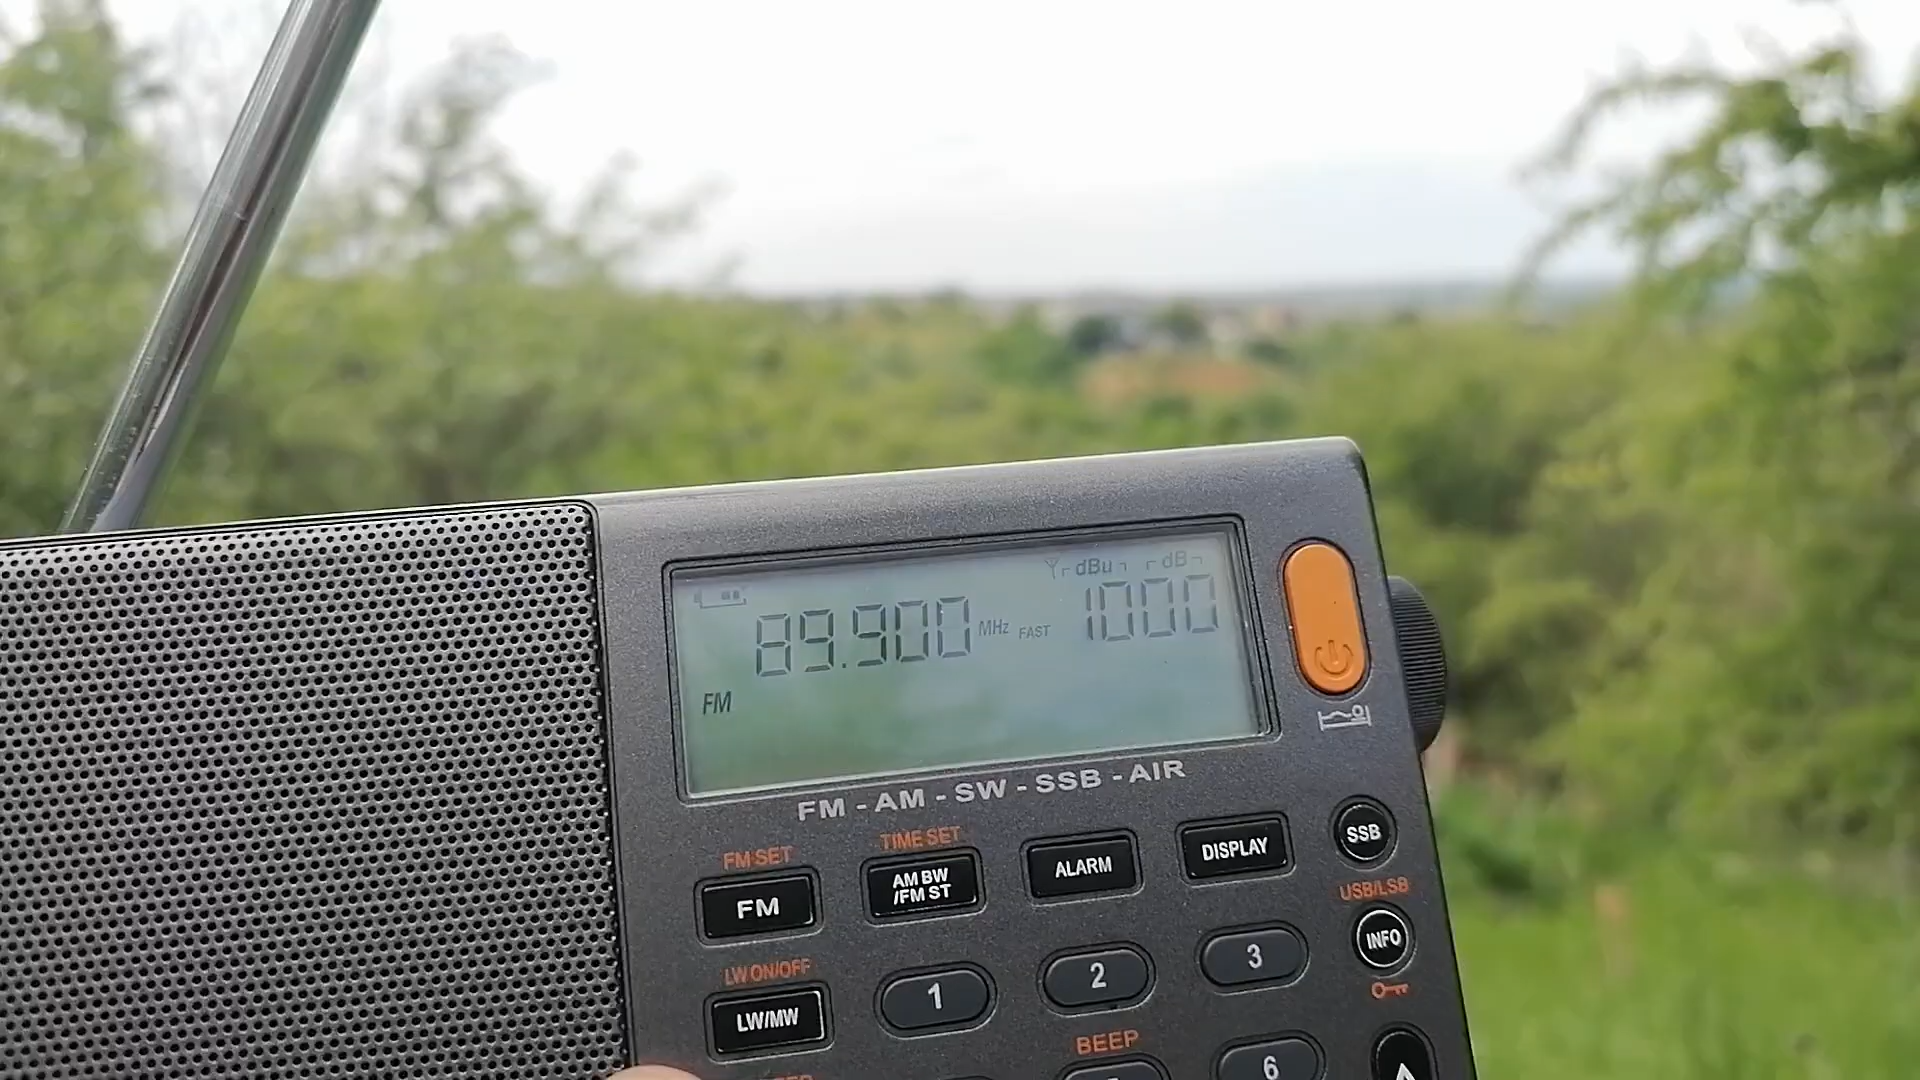 dBu dB
89.900 MHz FAST 1000
FM
FM - AM - SW - SSB - AIR
FM SET
TIME SET
FM
AM BW
/FM ST
ALARM
DISPLAY
SSB
USB/LSB
INFO
LW ON/OFF
LW/MW
1
2
3
BEEP
6